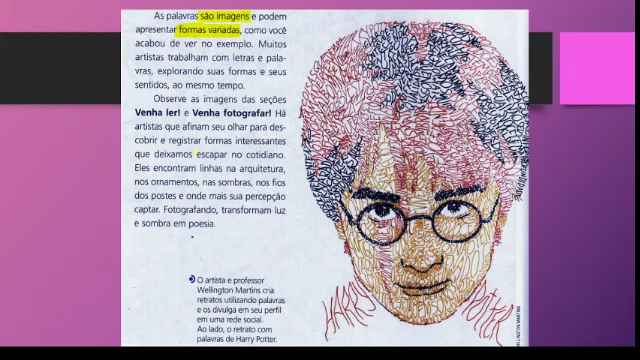 As palavras são imagens e podem
apresentar formas variadas, como você
acabou de ver no exemplo. Muitos
artistas trabalham com letras e pala-
vras, explorando suas formas e seus
sentidos, ao mesmo tempo.
Observe as imagens das seções
Venha ler! e Venha fotografar! Há
artistas que afinam seu olhar para des-
cobrir e registrar formas interessantes
que deixamos escapar no cotidiano.
Eles encontram linhas na arquitetura,
nos ornamentos, nas sombras, nos fios
dos postes e onde mais sua percepção
captar. Fotografando, transformam luz
e sombra em poesia.
O artista e professor
Wellington Martins cria
retratos utilizando palavras
e os divulga em seu perfil
em uma rede social.
Ao lado, o retrato com
palavras de Harry Potter.
HARRY
POTTER